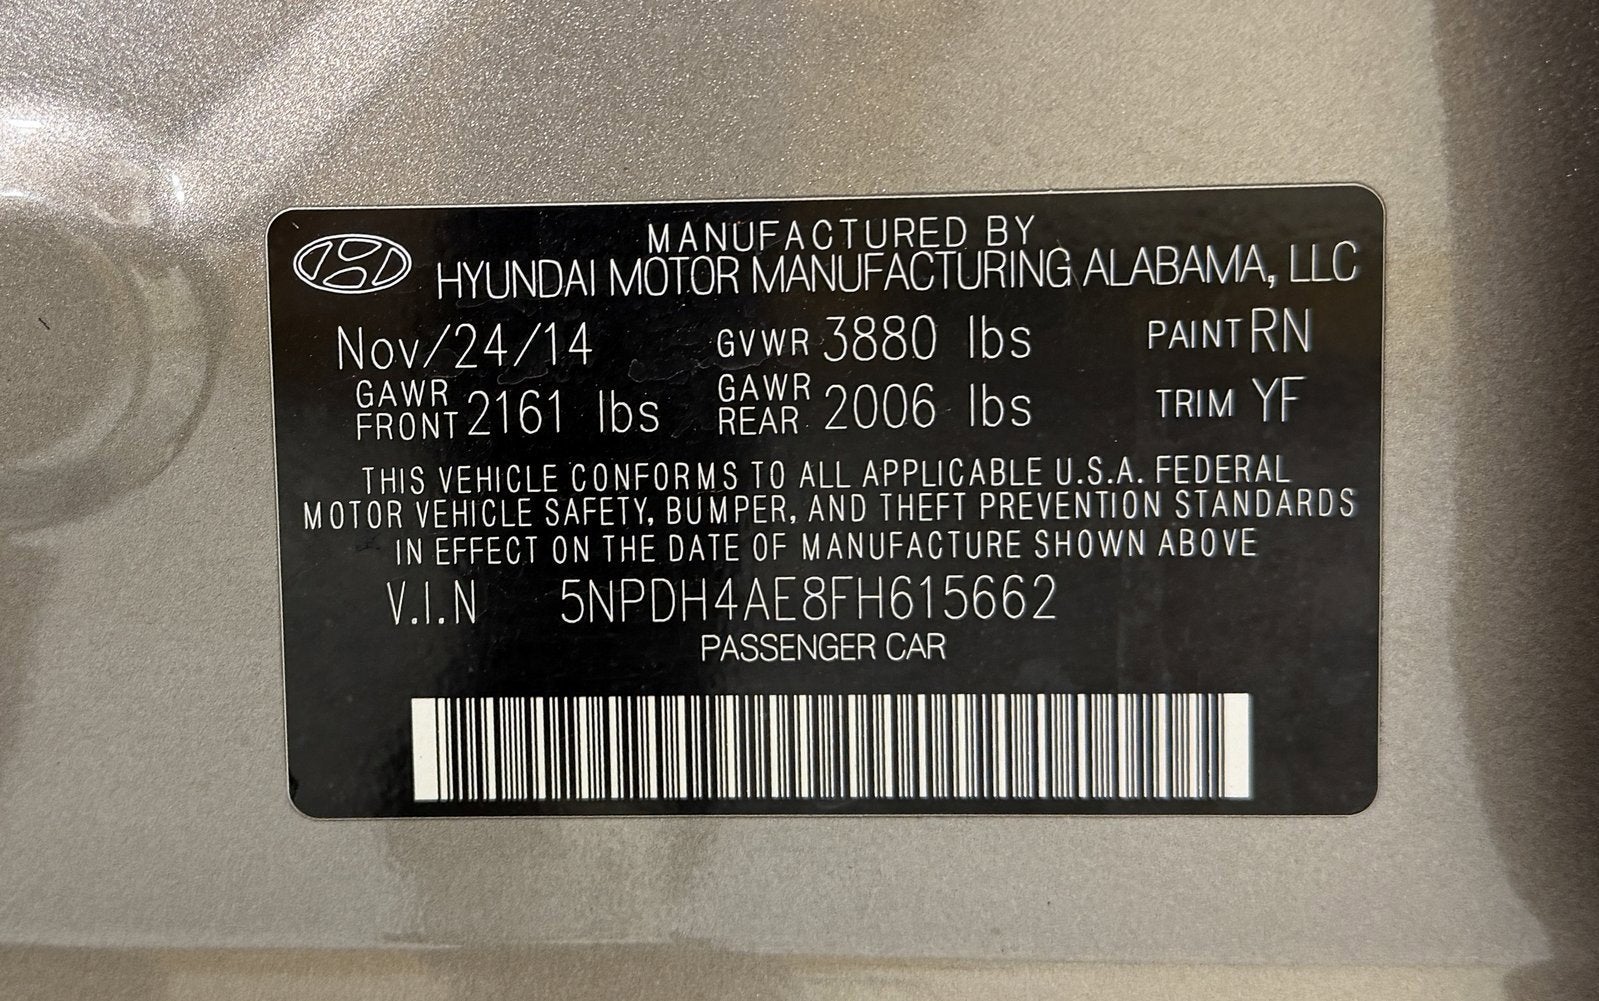 MANUFACTURED BY
HYUNDAI MOTOR MANUFACTURING ALABAMA, LLC
Nov/24/14 GVWR 3880 lbs PAINT RN
GAWR FRONT 2161 lbs GAWR REAR 2006 lbs TRIM YF
THIS VEHICLE CONFORMS TO ALL APPLICABLE U.S.A. FEDERAL
MOTOR VEHICLE SAFETY, BUMPER, AND THEFT PREVENTION STANDARDS
IN EFFECT ON THE DATE OF MANUFACTURE SHOWN ABOVE
V.I.N 5NPDH4AE8FH615662
PASSENGER CAR